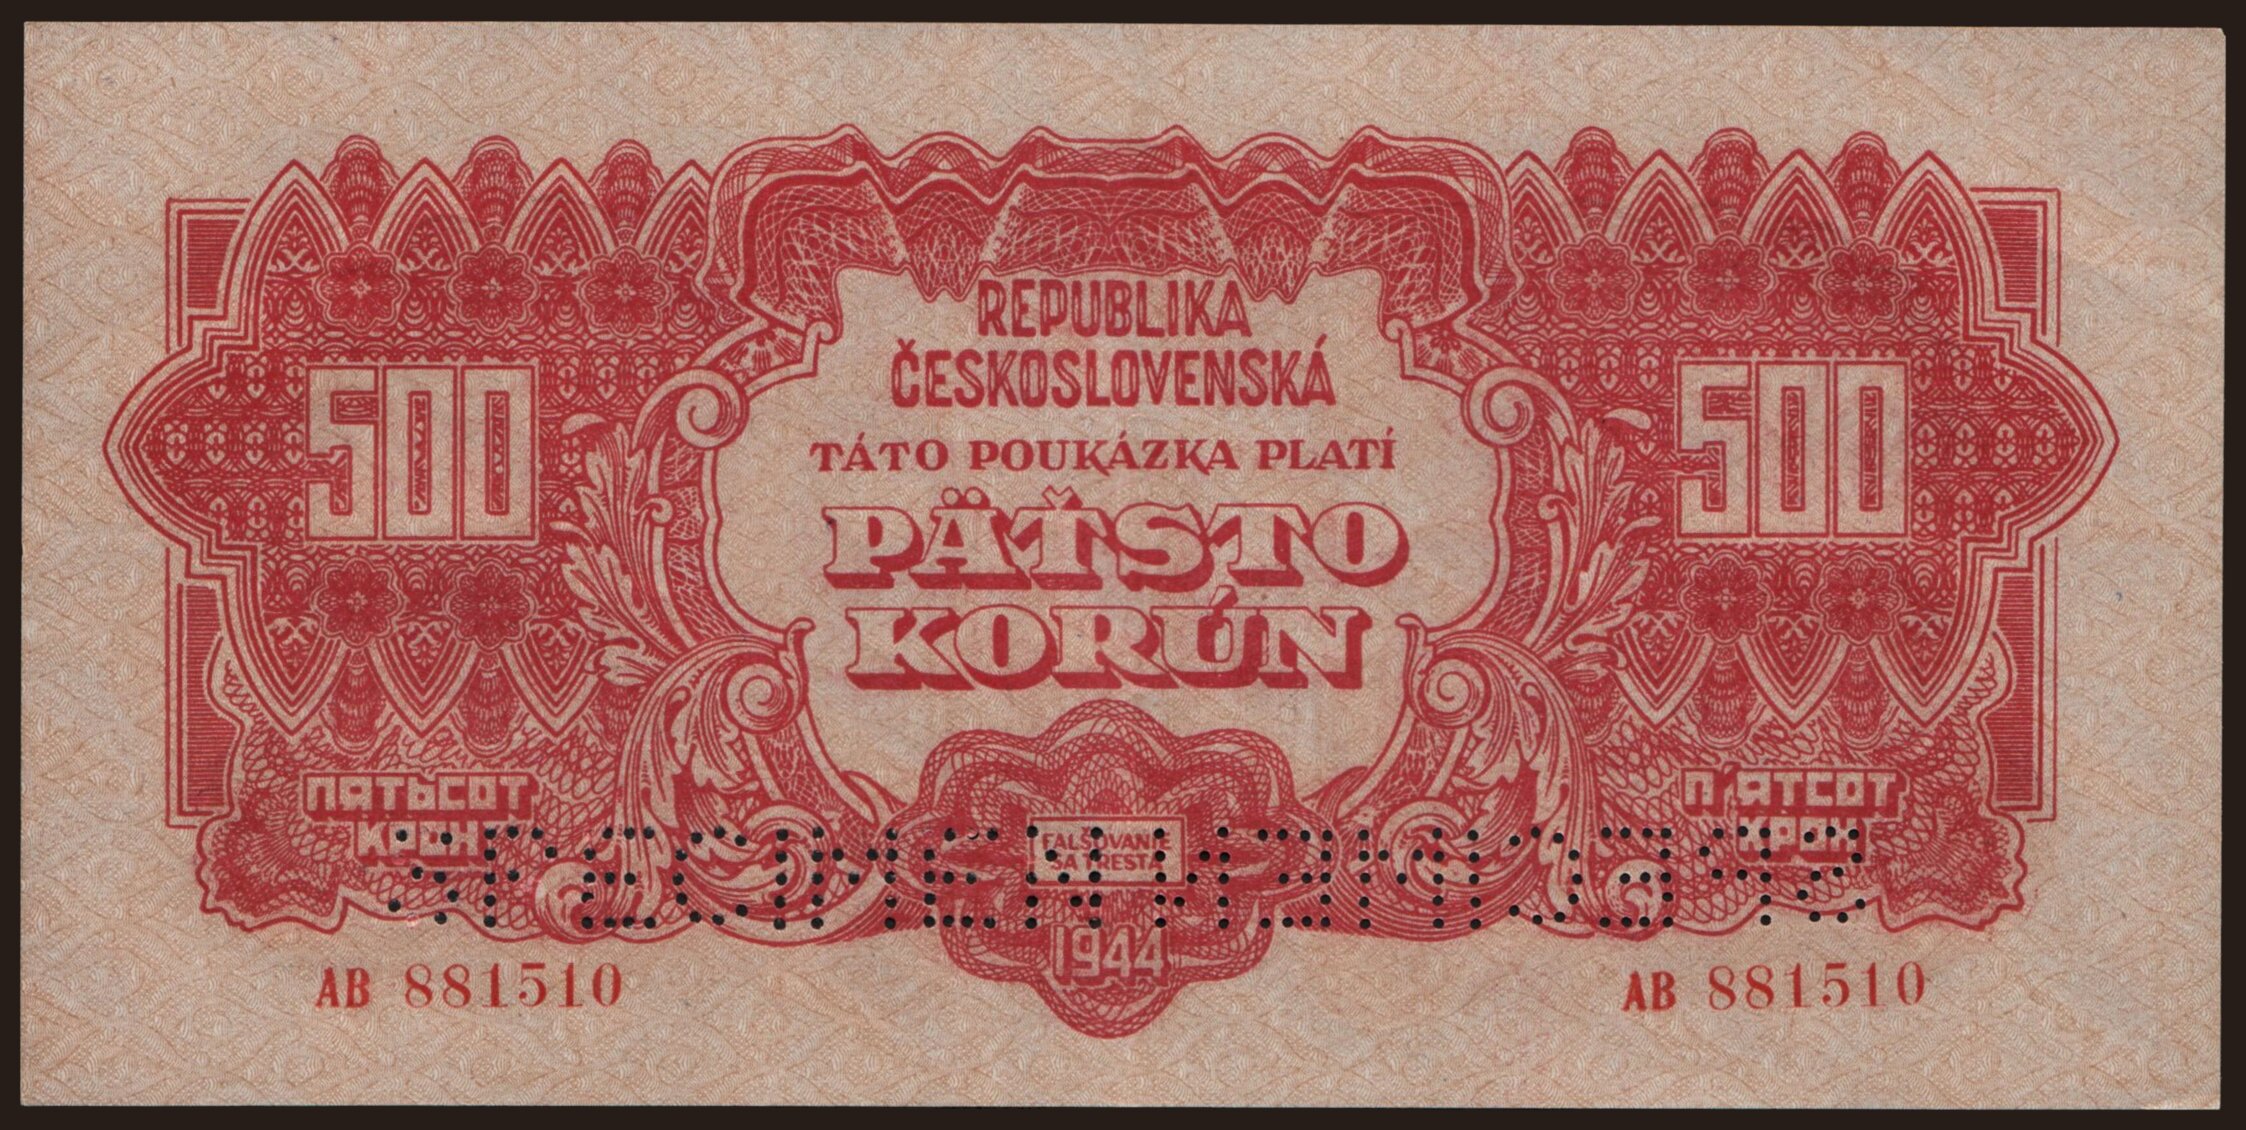 REPUBLIKA
ČESKOSLOVENSKÁ
TÁTO POUKÁZKA PLATÍ
500
PÄŤSTO
KORÚN
500
ПЯТЬСОТ
КРОН
FALŠOVANIE
SA TRESTÁ
П'ЯТСОТ
КРОН
1944
AB 881510
AB 881510